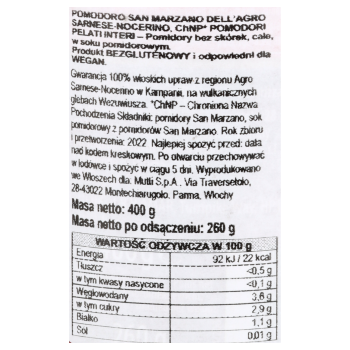 POMODORO SAN MARZANO DELL'AGRO
SARNESE-NOCERINO, ChNP* POMODORI
PELATI INTERI – Pomidory bez skórek, całe,
w soku pomidorowym.
Produkt BEZGLUTENOWY i odpowiedni dla
WEGAN.
Gwarancja 100% włoskich upraw z regionu Agro
Sarnese-Nocerino w Kampanii, na wulkanicznych
glebach Wezuwiusza. *ChNP – Chroniona Nazwa
Pochodzenia Składniki: pomidory San Marzano, sok
pomidorowy z pomidorów San Marzano. Rok zbioru
i przetworzenia: 2022 Najlepiej spożyć przed: data
nad kodem kreskowym. Po otwarciu przechowywać
w lodówce i spożyć w ciągu 5 dni. Wyprodukowano
we Włoszech dla: Mutti S.p.A., Via Traversetolo,
28-43022 Montechiarugolo, Parma, Włochy
Masa netto: 400 g
Masa netto po odsączeniu: 260 g
WARTOŚĆ ODŻYWCZA W 100 g
Energia 92 kJ / 22 kcal
Tłuszcz <0,5 g
w tym kwasy nasycone <0,1 g
Węglowodany 3,6 g
w tym cukry 2,9 g
Białko 1,1 g
Sól 0,01 g